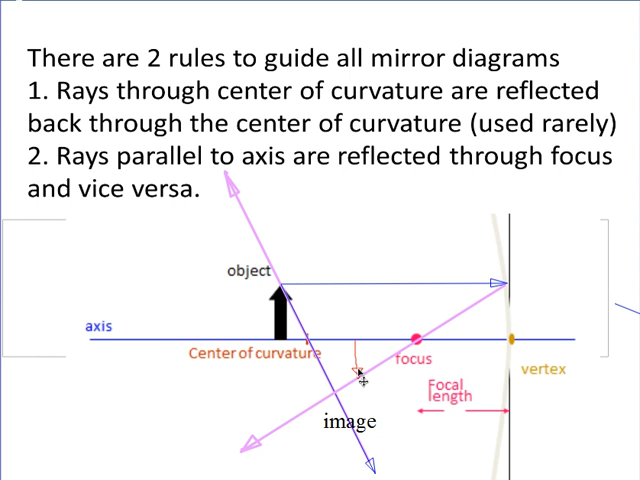 There are 2 rules to guide all mirror diagrams
1. Rays through center of curvature are reflected
back through the center of curvature (used rarely)
2. Rays parallel to axis are reflected through focus
and vice versa.
object
axis
Center of curvature
focus
vertex
Focal
length
image